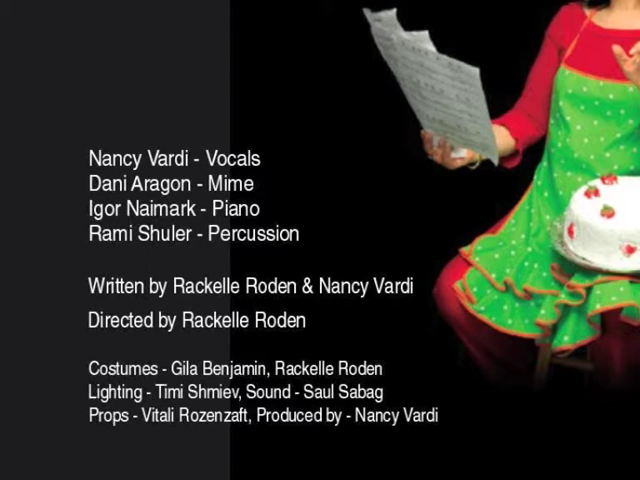 Nancy Vardi - Vocals
Dani Aragon - Mime
Igor Naimark - Piano
Rami Shuler - Percussion
Written by Rackelle Roden & Nancy Vardi
Directed by Rackelle Roden
Costumes - Gila Benjamin, Rackelle Roden
Lighting - Timi Shmiev, Sound - Saul Sabag
Props - Vitali Rozenzaft, Produced by - Nancy Vardi